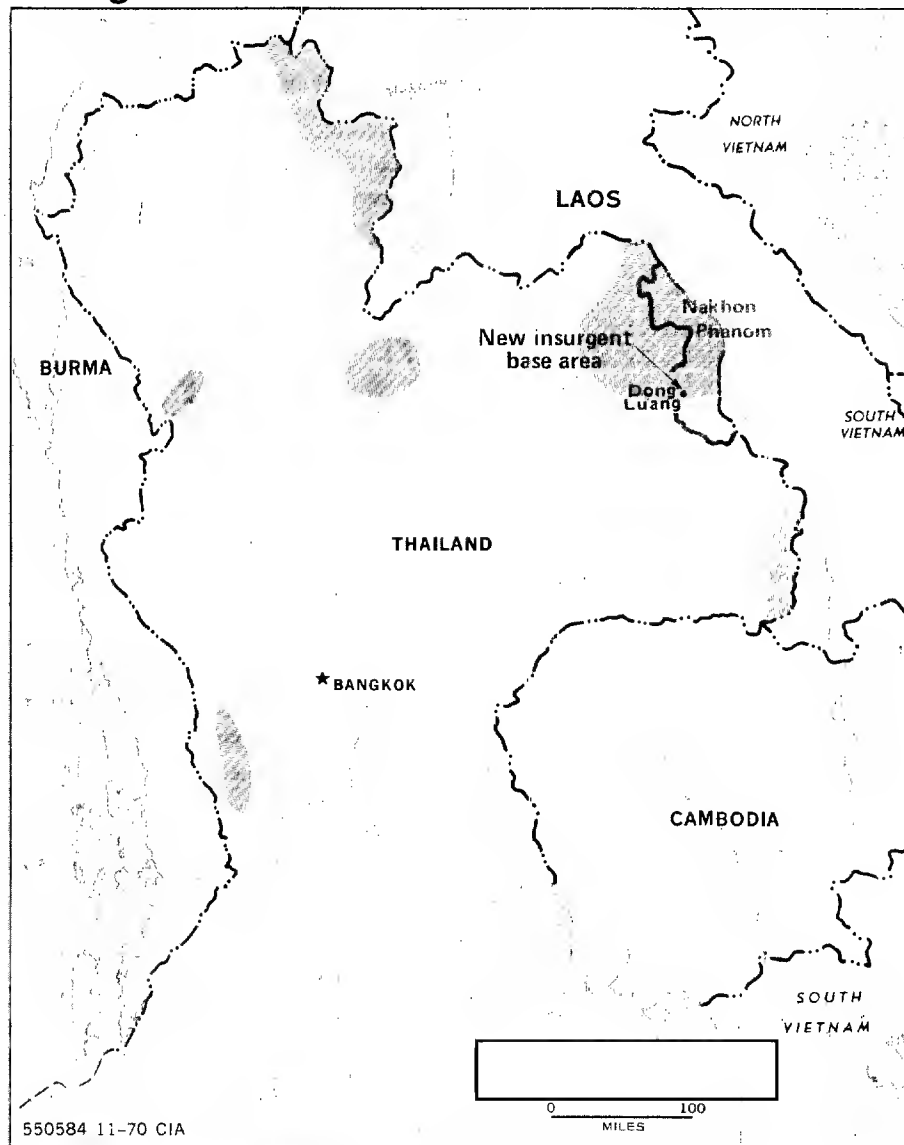 NORTH
VIETNAM
LAOS
Nakhon
Phanom
New insurgent
base area
BURMA
Dong
Luang
SOUTH
VIETNAM
THAILAND
BANGKOK
CAMBODIA
SOUTH
VIETNAM
0 100
MILES
550584 11-70 CIA